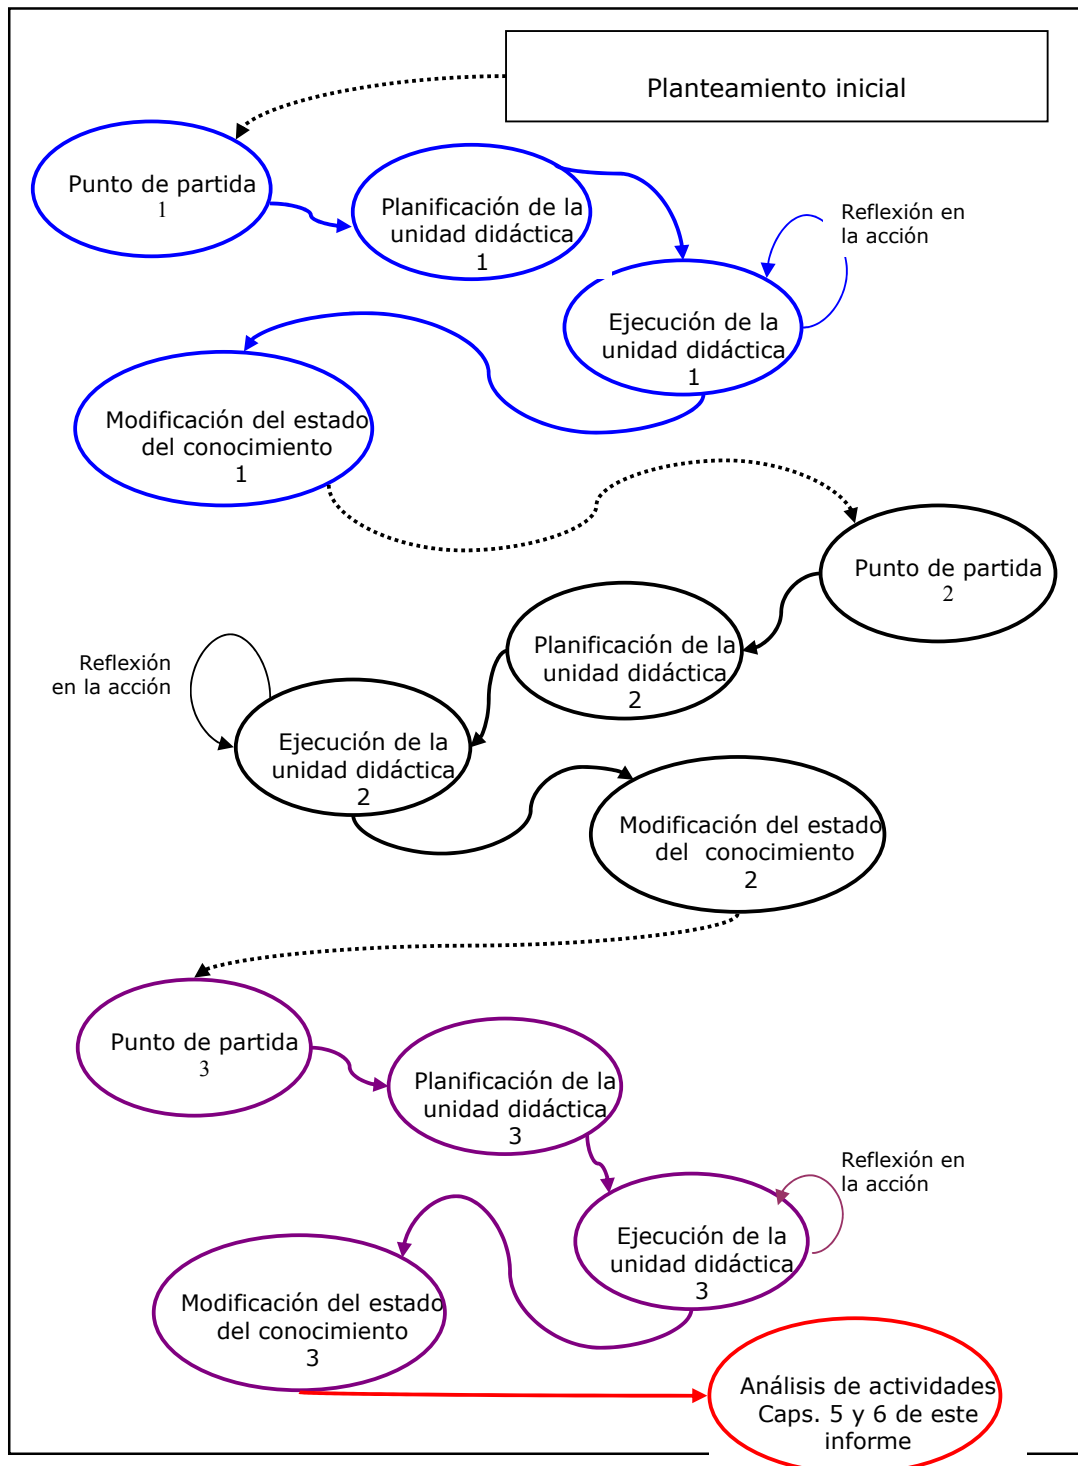 Planteamiento inicial
Punto de partida
1
Planificación de la
unidad didáctica
1
Reflexión en
la acción
Ejecución de la
unidad didáctica
1
Modificación del estado
del conocimiento
1
Punto de partida
2
Planificación de la
unidad didáctica
2
Reflexión
en la acción
Ejecución de la
unidad didáctica
2
Modificación del estado
del conocimiento
2
Punto de partida
3
Planificación de la
unidad didáctica
3
Reflexión en
la acción
Ejecución de la
unidad didáctica
3
Modificación del estado
del conocimiento
3
Análisis de actividades
Caps. 5 y 6 de este
informe